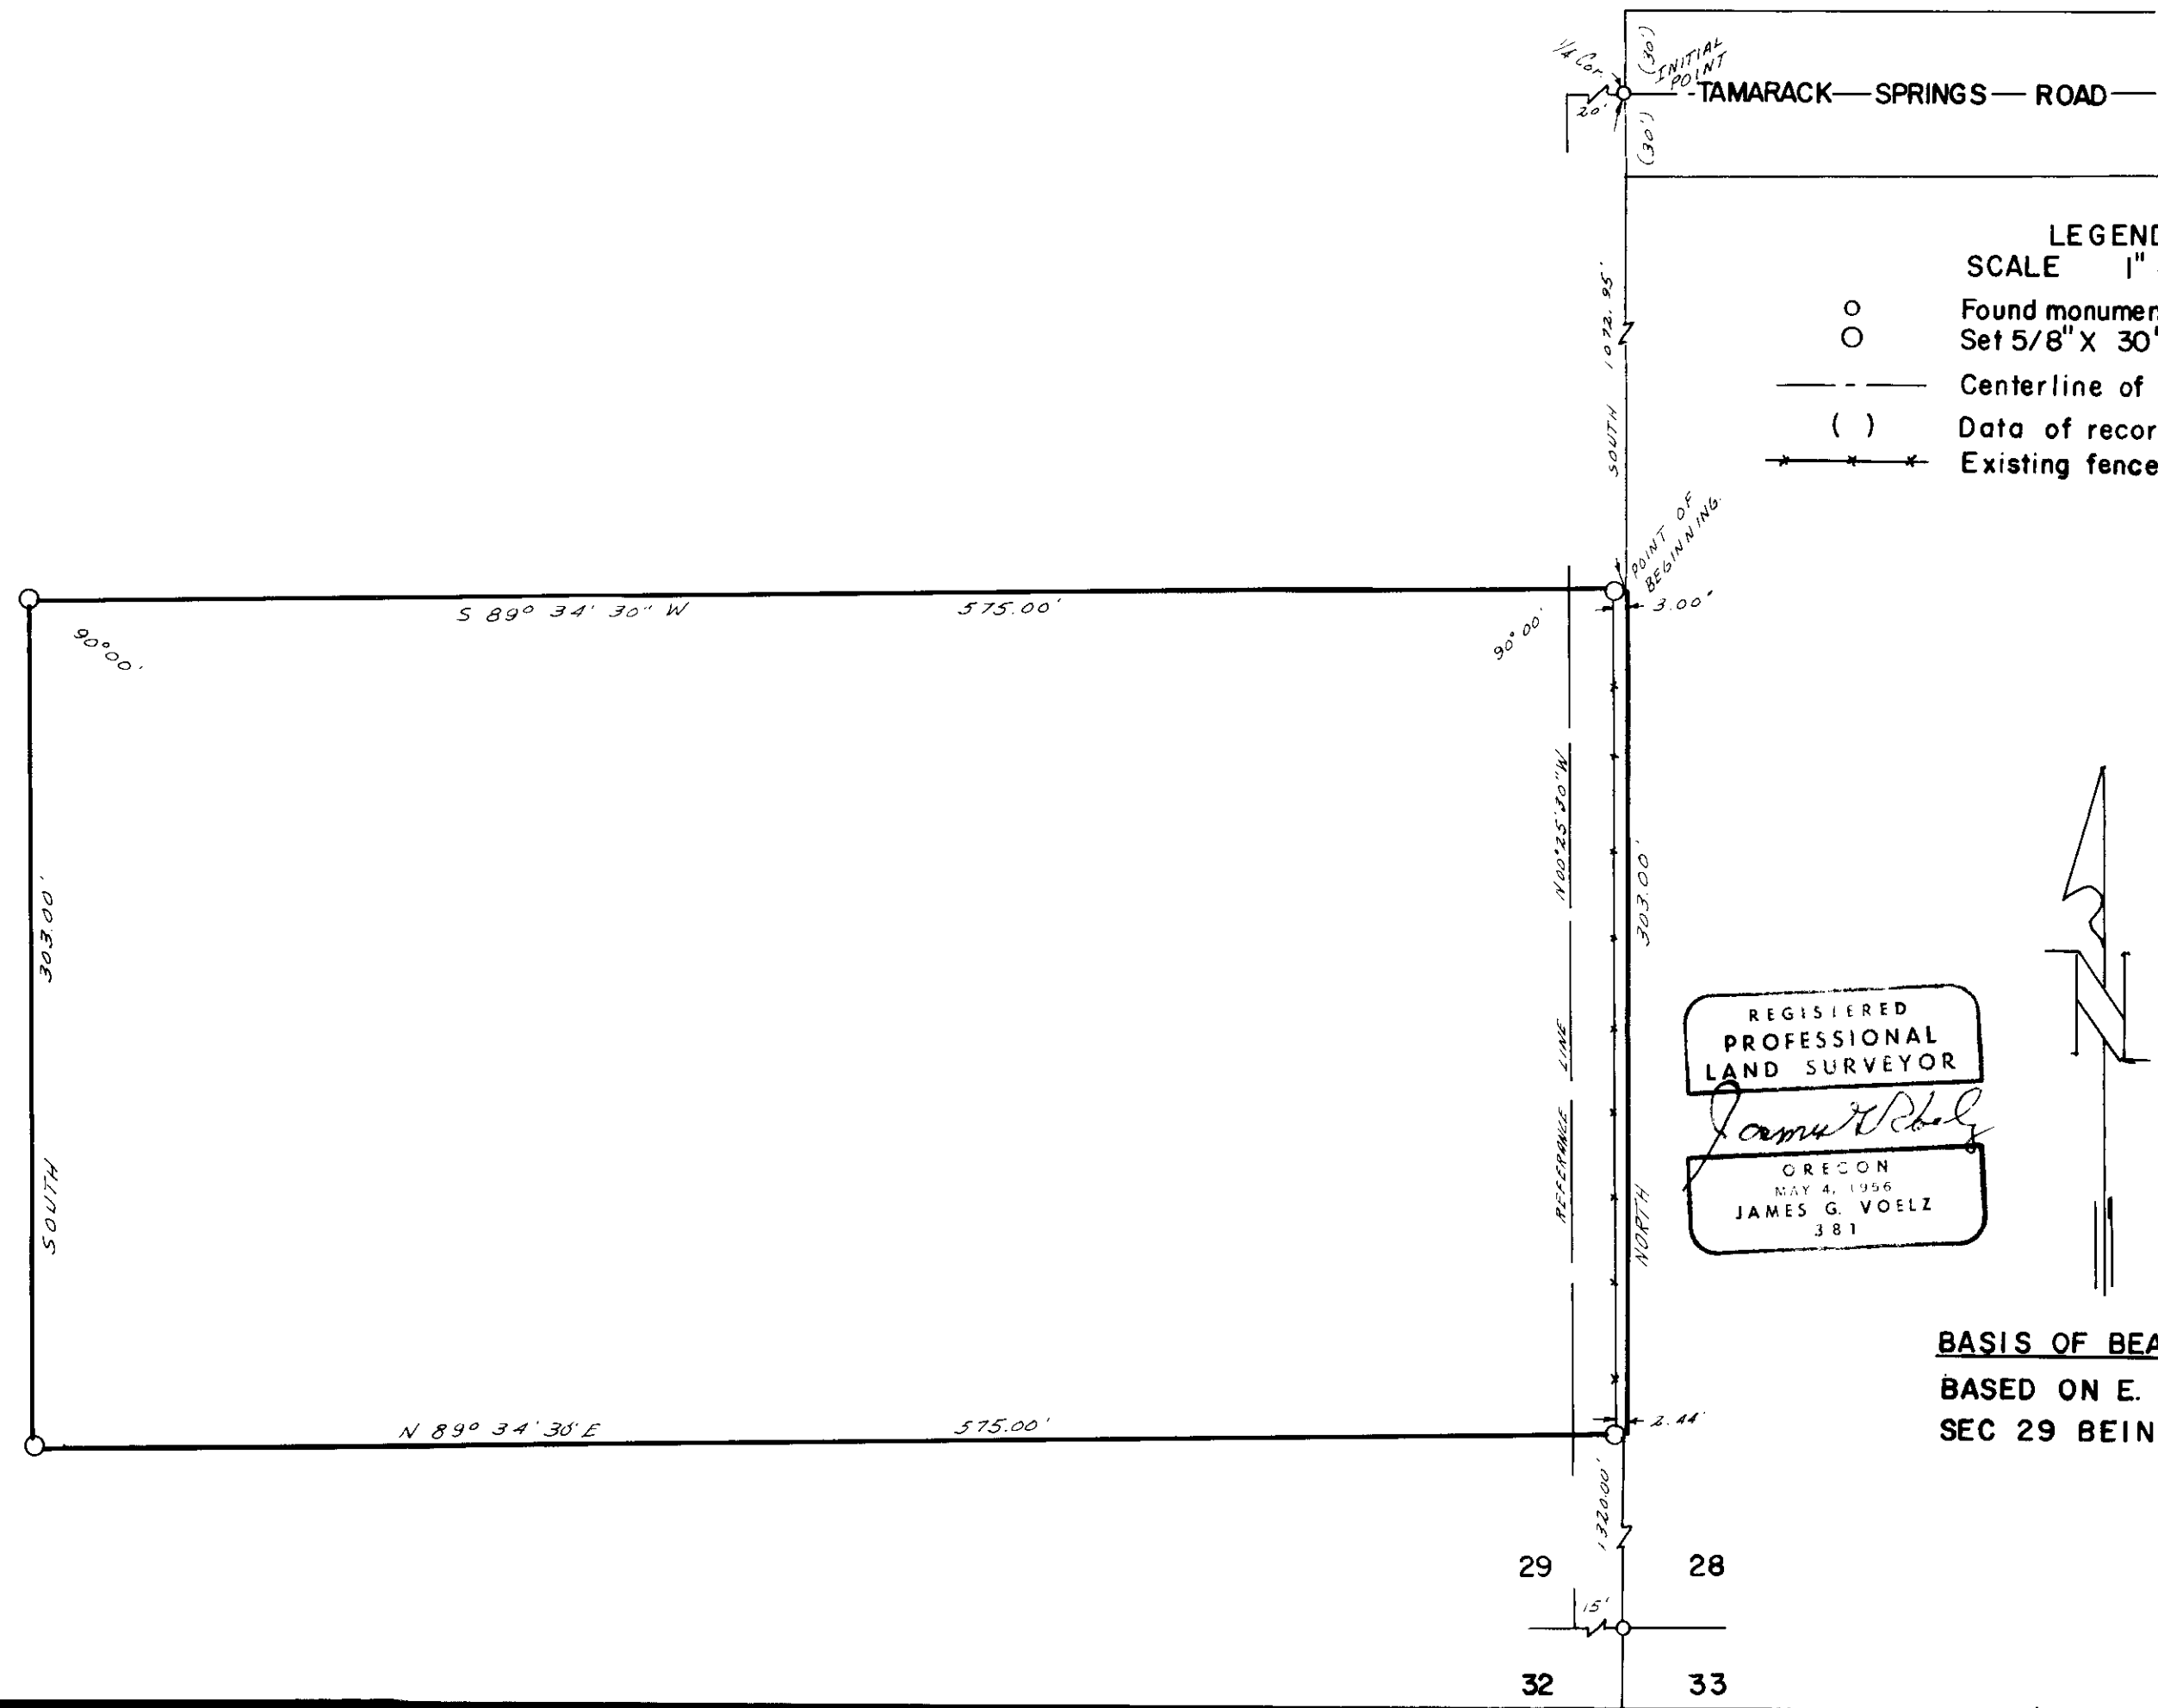 1/4 Cor.
(30')
INITIAL
POINT
20'
TAMARACK SPRINGS ROAD
(30')
LEGEND
SCALE 1"
Found monumen
Set 5/8" X 30"
Centerline of
( ) Data of recor
Existing fence
SOUTH 1072.95'
POINT OF
BEGINNING
S 89° 34' 30" W 575.00'
3.00'
90°00'
90°00'
N00°25'30"W
303.00'
303.00'
REGISTERED
PROFESSIONAL
LAND SURVEYOR
OREGON
MAY 4, 1956
JAMES G. VOELZ
381
REFERANCE LINE
SOUTH
NORTH
BASIS OF BEA
BASED ON E.
SEC 29 BEIN
N 89° 34' 30" E 575.00'
2.44'
1320.00'
29 28
15'
32 33